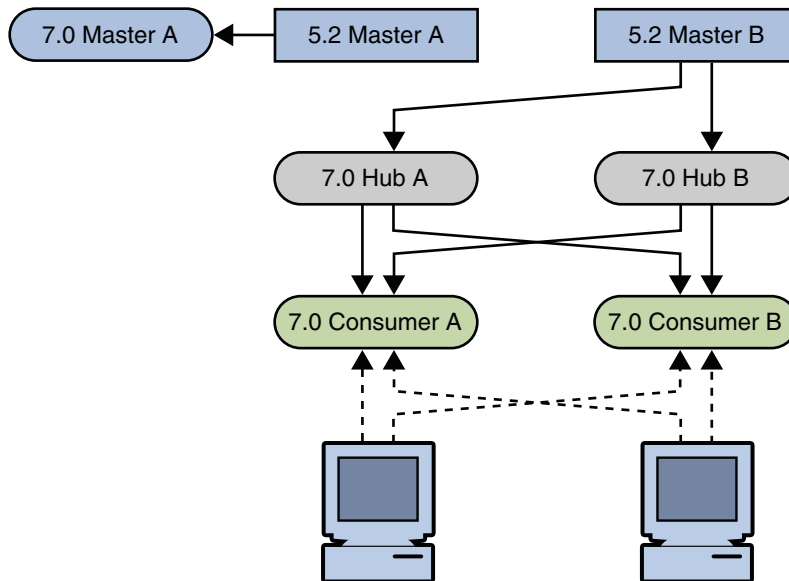 7.0 Master A
5.2 Master A
5.2 Master B
7.0 Hub A
7.0 Hub B
7.0 Consumer A
7.0 Consumer B